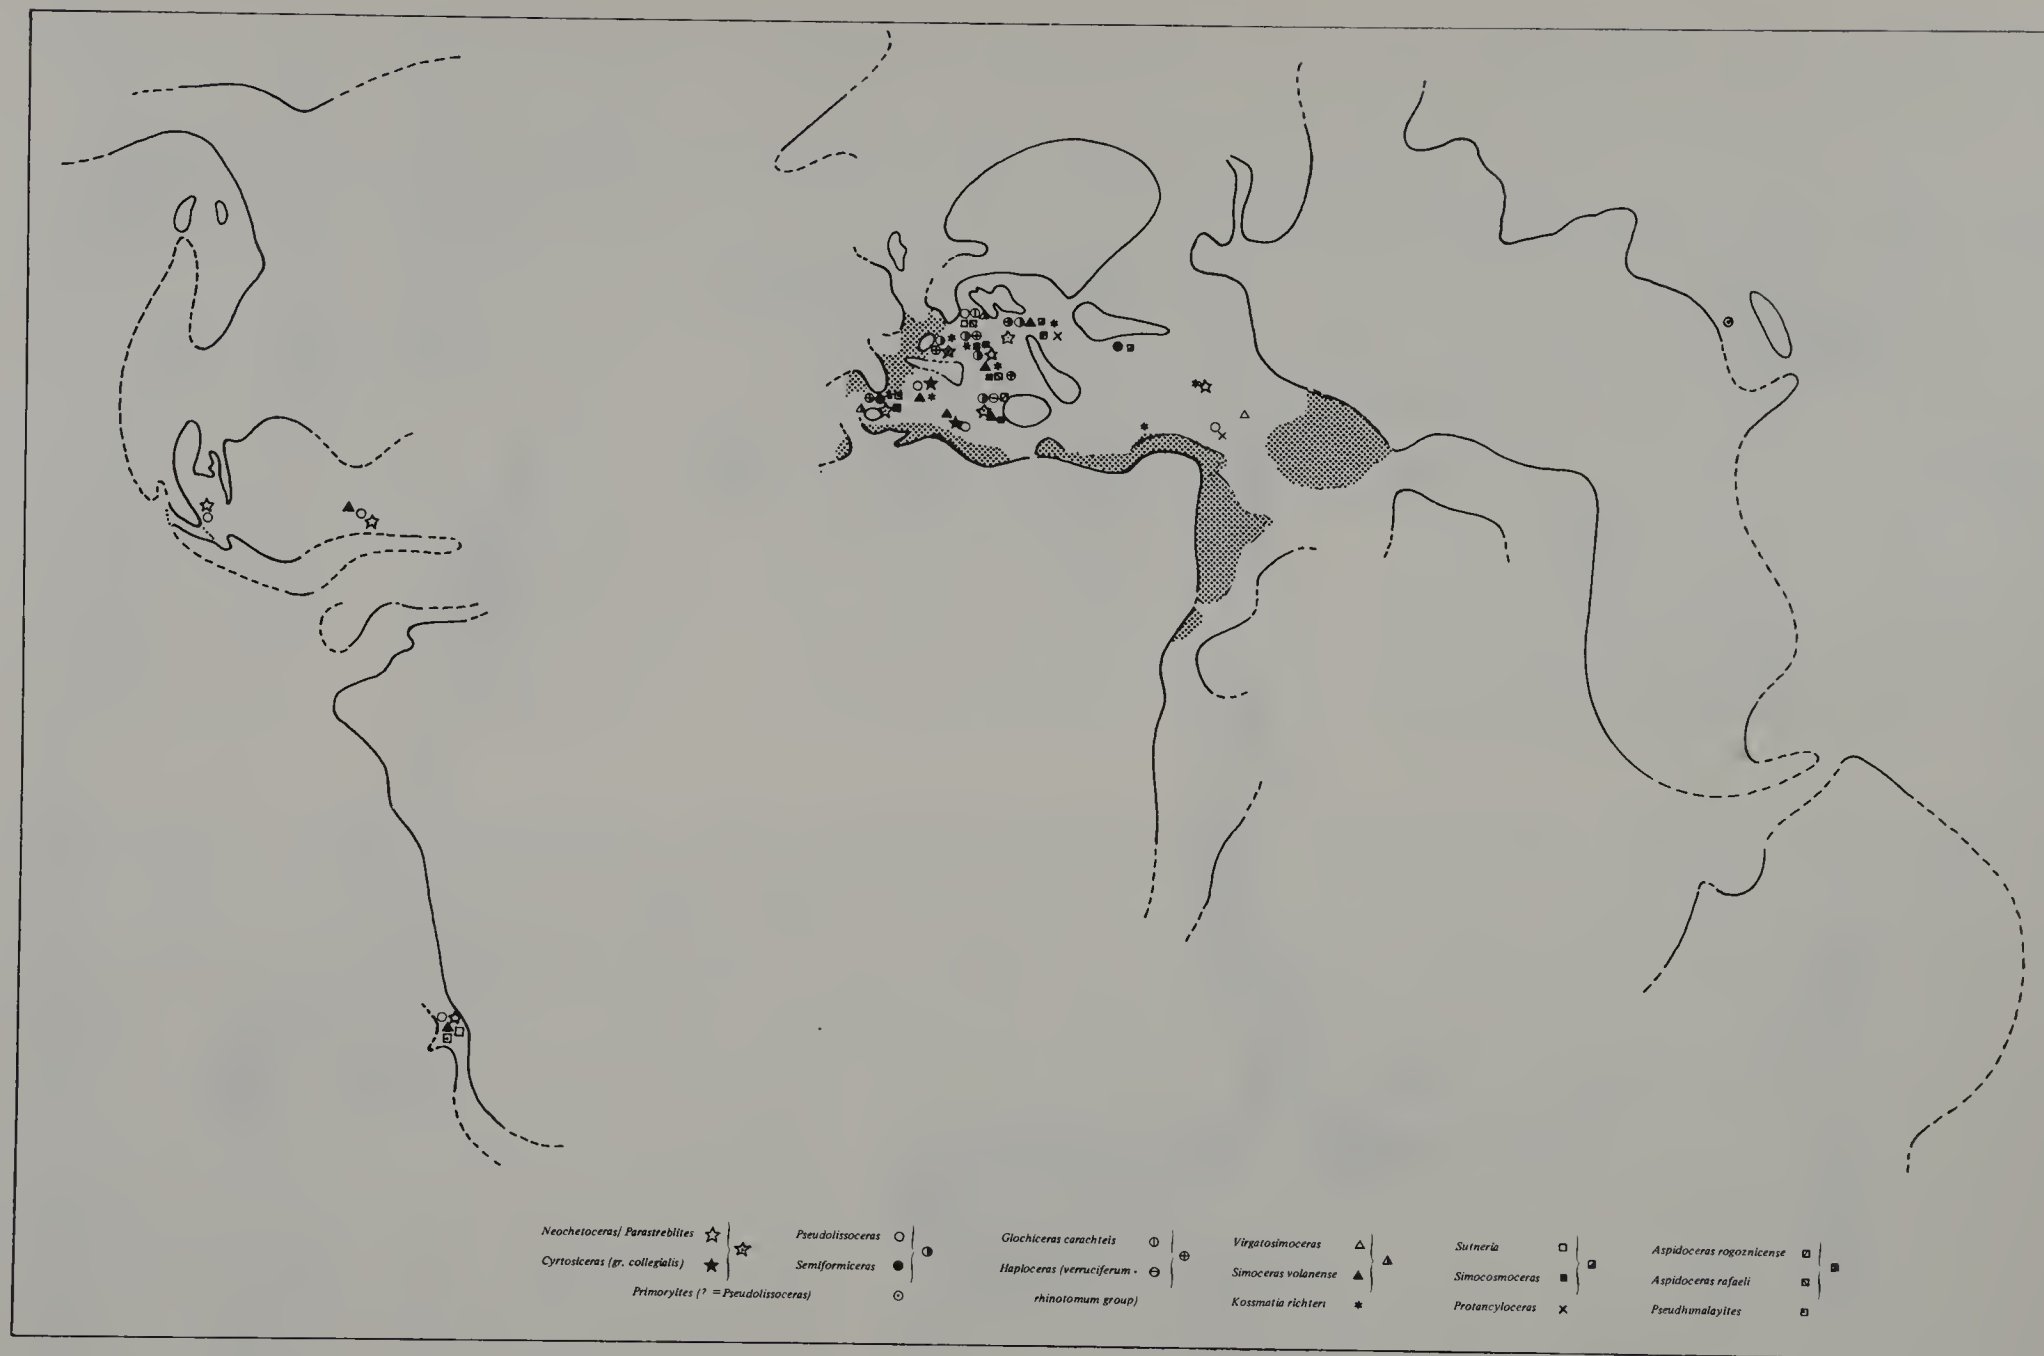 Neochetoceras/ Parastreblites
Cyrtosiceras (gr. collegialis)
Primoryites (? = Pseudolissoceras)
Pseudolissoceras
Semiformiceras
Glochiceras carachteis
Haploceras (verruciferum -
rhinotomum group)
Virgatosimoceras
Simoceras volanense
Kossmatia richteri
Sutneria
Simocosmoceras
Protancyloceras
Aspidoceras rogoznicense
Aspidoceras rafaeli
Pseudhimalayites